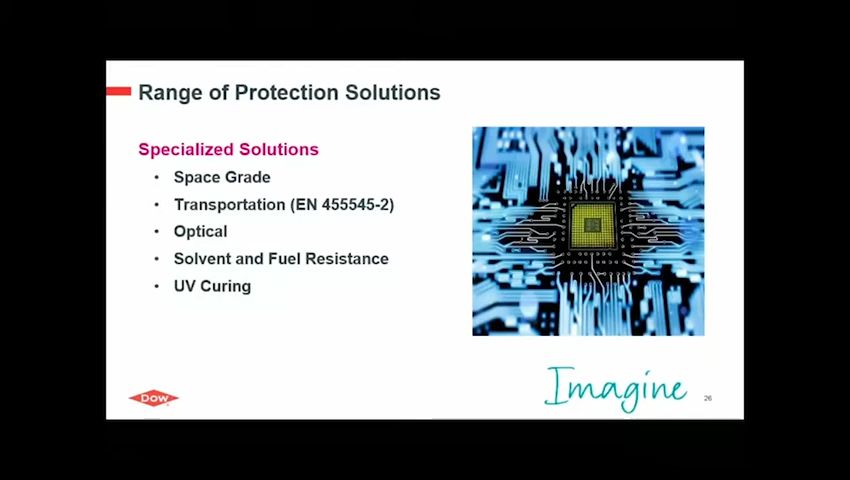 Range of Protection Solutions
Specialized Solutions
• Space Grade
• Transportation (EN 455545-2)
• Optical
• Solvent and Fuel Resistance
• UV Curing
Imagine
Dow
26